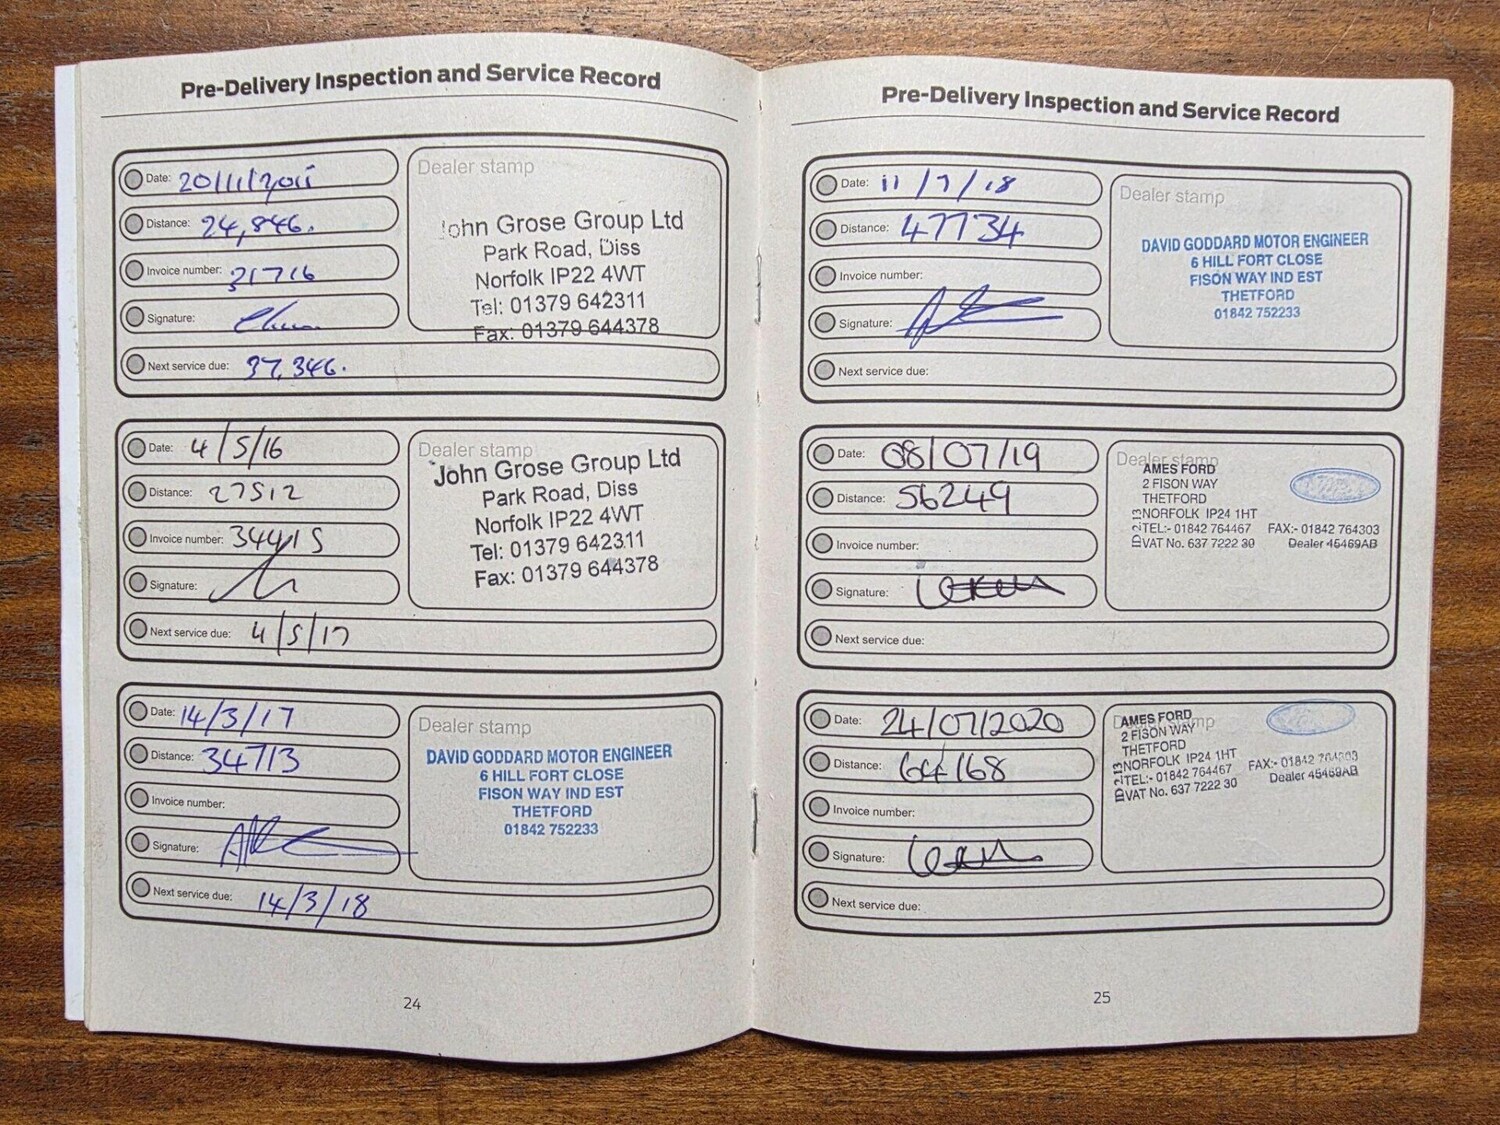 Pre-Delivery Inspection and Service Record
Date: 20/11/2015
Distance: 24,846.
Invoice number: 31716
Signature:
Next service due: 37,346.
Dealer stamp
John Grose Group Ltd
Park Road, Diss
Norfolk IP22 4WT
Tel: 01379 642311
Fax: 01379 644378
Date: 4/5/16
Distance: 27512
Invoice number: 34415
Signature:
Next service due: 4/5/17
Dealer stamp
John Grose Group Ltd
Park Road, Diss
Norfolk IP22 4WT
Tel: 01379 642311
Fax: 01379 644378
Date: 14/3/17
Distance: 34713
Invoice number:
Signature:
Next service due: 14/3/18
Dealer stamp
DAVID GODDARD MOTOR ENGINEER
6 HILL FORT CLOSE
FISON WAY IND EST
THETFORD
01842 752233
24
Pre-Delivery Inspection and Service Record
Date: 11/7/18
Distance: 47734
Invoice number:
Signature:
Next service due:
Dealer stamp
DAVID GODDARD MOTOR ENGINEER
6 HILL FORT CLOSE
FISON WAY IND EST
THETFORD
01842 752233
Date: 08/07/19
Distance: 56249
Invoice number:
Signature:
Next service due:
Dealer stamp
AMES FORD
2 FISON WAY
THETFORD
NORFOLK IP24 1HT
TEL:- 01842 764467 FAX:- 01842 764303
VAT No. 637 7222 30 Dealer 45469AB
Date: 24/07/2020
Distance: 64168
Invoice number:
Signature:
Next service due:
Dealer stamp
AMES FORD
2 FISON WAY
THETFORD
NORFOLK IP24 1HT
TEL:- 01842 764467 FAX:- 01842 764303
VAT No. 637 7222 30 Dealer 45469AB
25